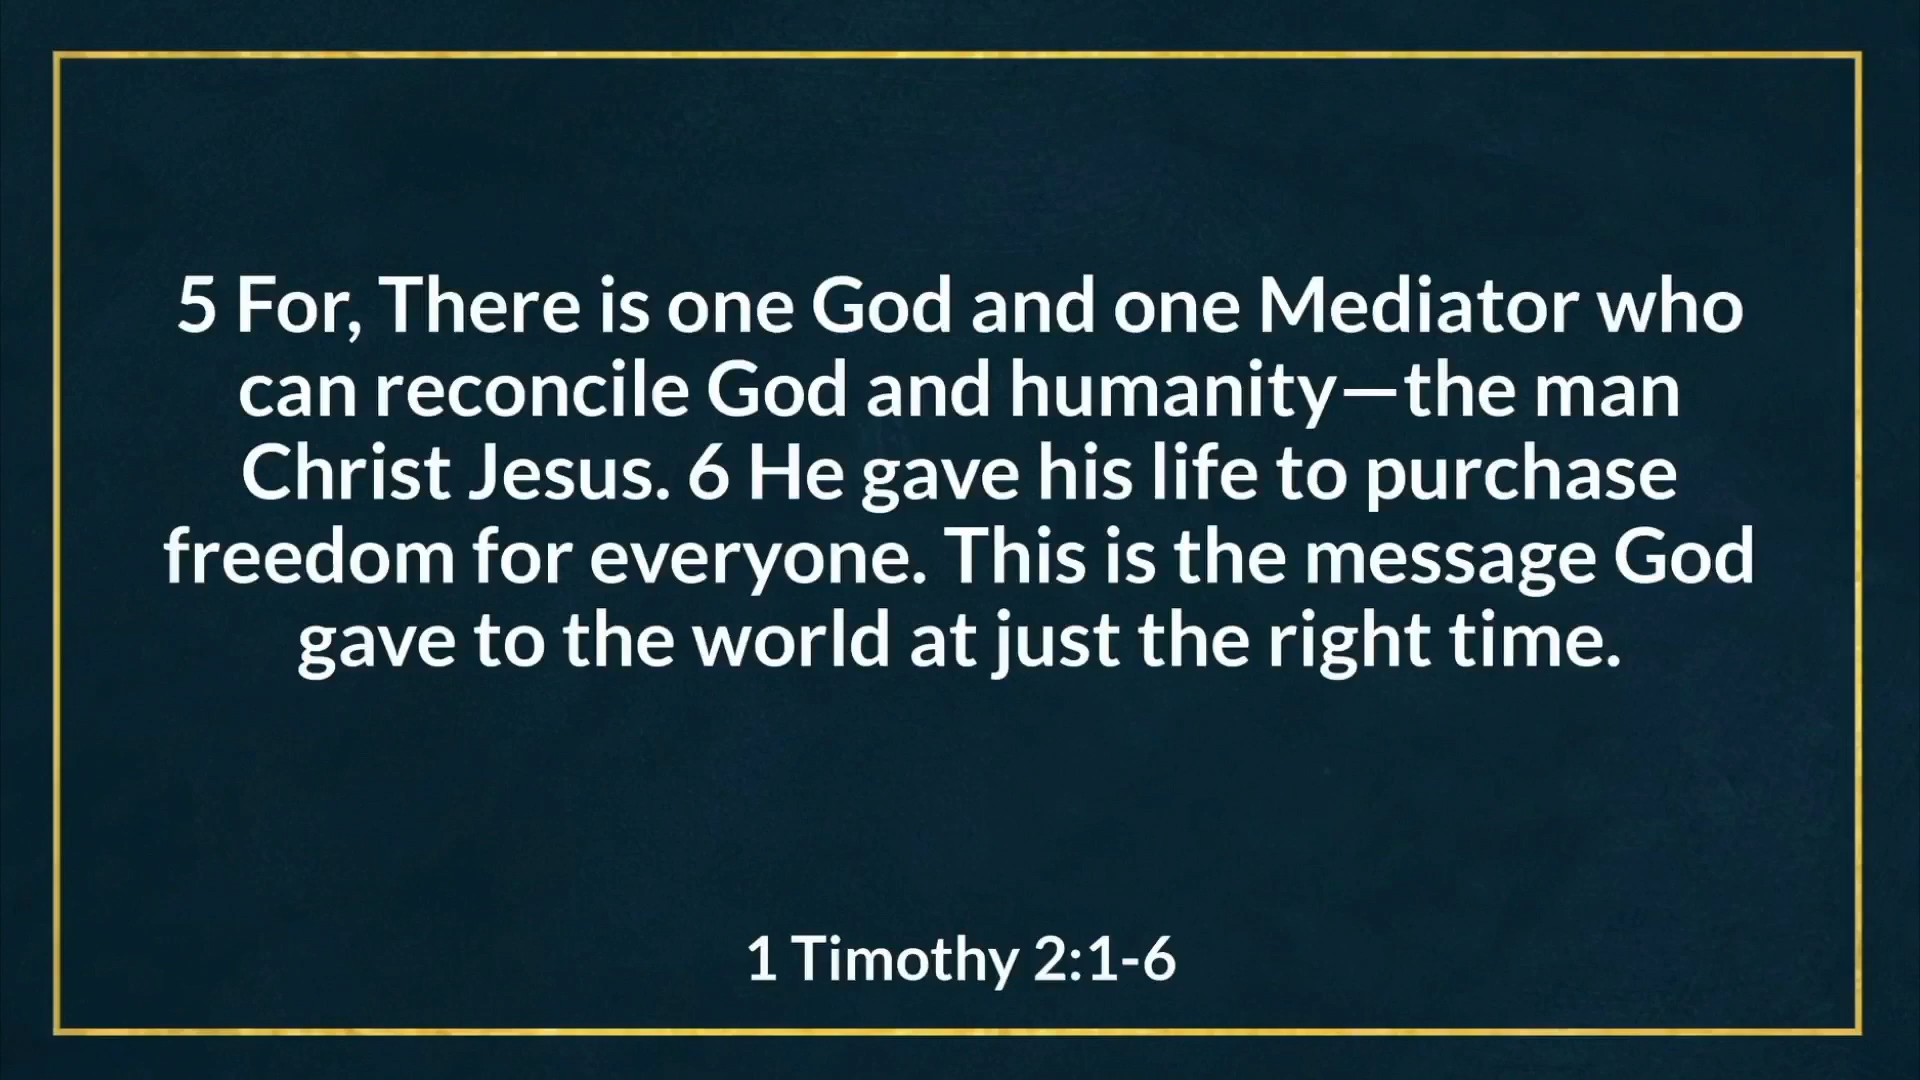 5 For, There is one God and one Mediator who
can reconcile God and humanity—the man
Christ Jesus. 6 He gave his life to purchase
freedom for everyone. This is the message God
gave to the world at just the right time.
1 Timothy 2:1-6